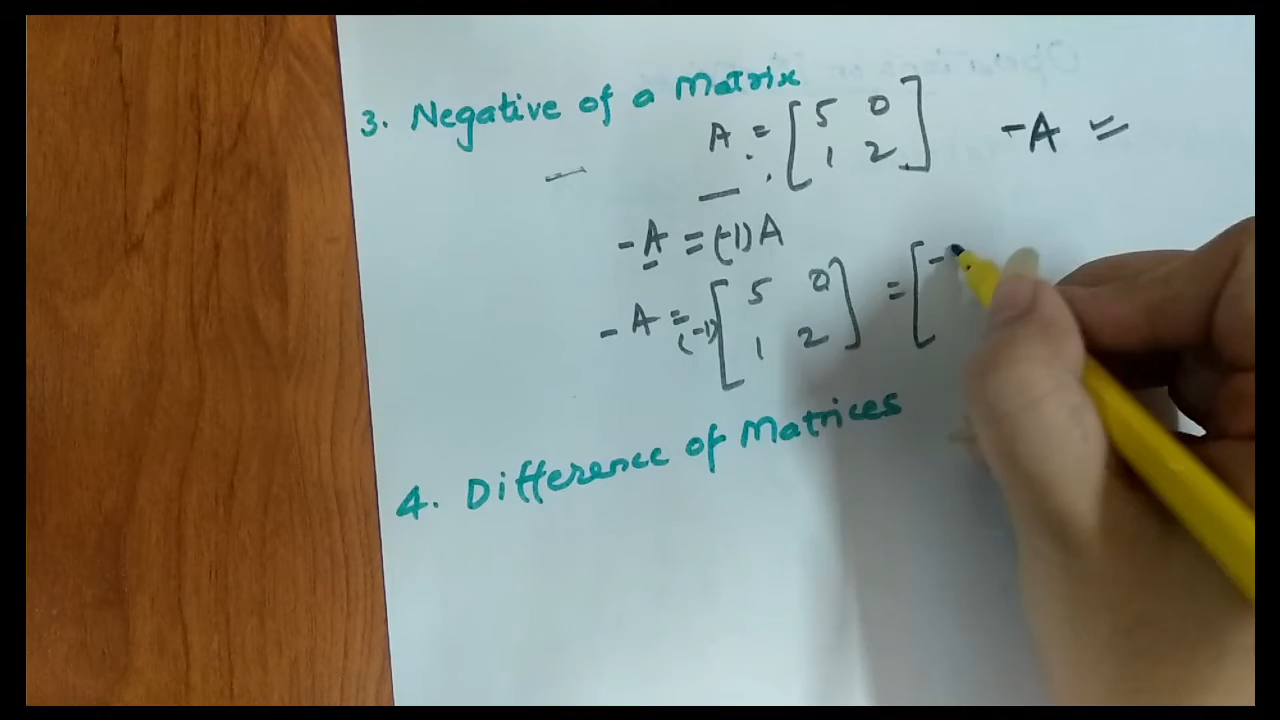 3. Negative of a Matrix
A = [5 0
1 2] -A =
-A = (-1)A
-A = (-1)[5 0
1 2] = [-
4. Difference of Matrices